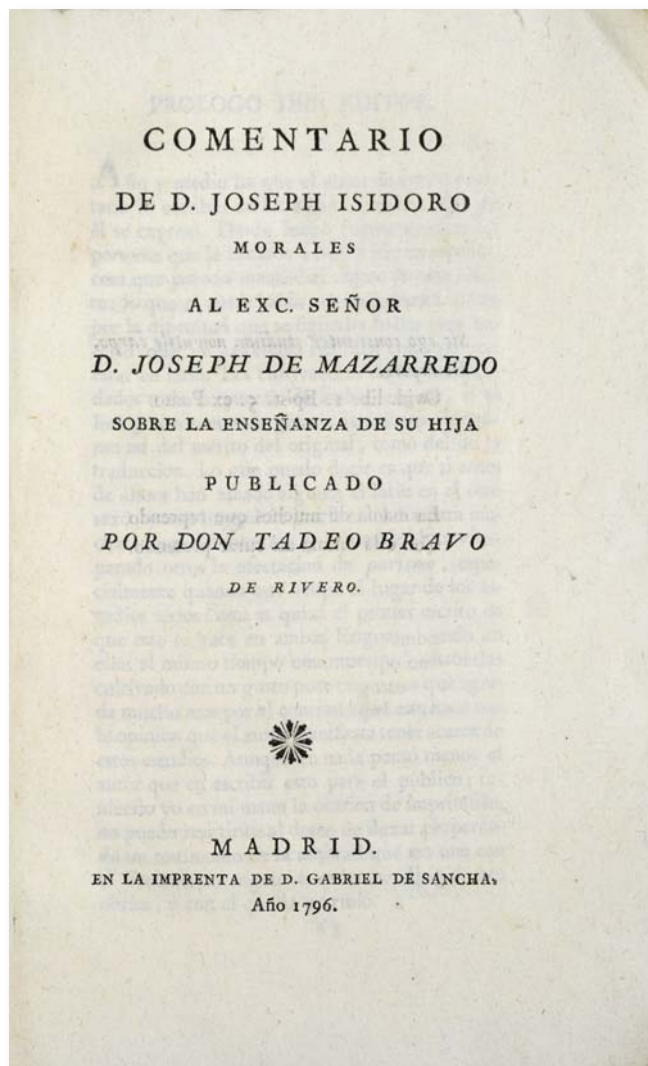 COMENTARIO
DE D. JOSEPH ISIDORO
MORALES
AL EXC. SEÑOR
D. JOSEPH DE MAZARREDO
SOBRE LA ENSEÑANZA DE SU HIJA
PUBLICADO
POR DON TADEO BRAVO
DE RIVERO.
MADRID.
EN LA IMPRENTA DE D. GABRIEL DE SANCHA,
Año 1796.